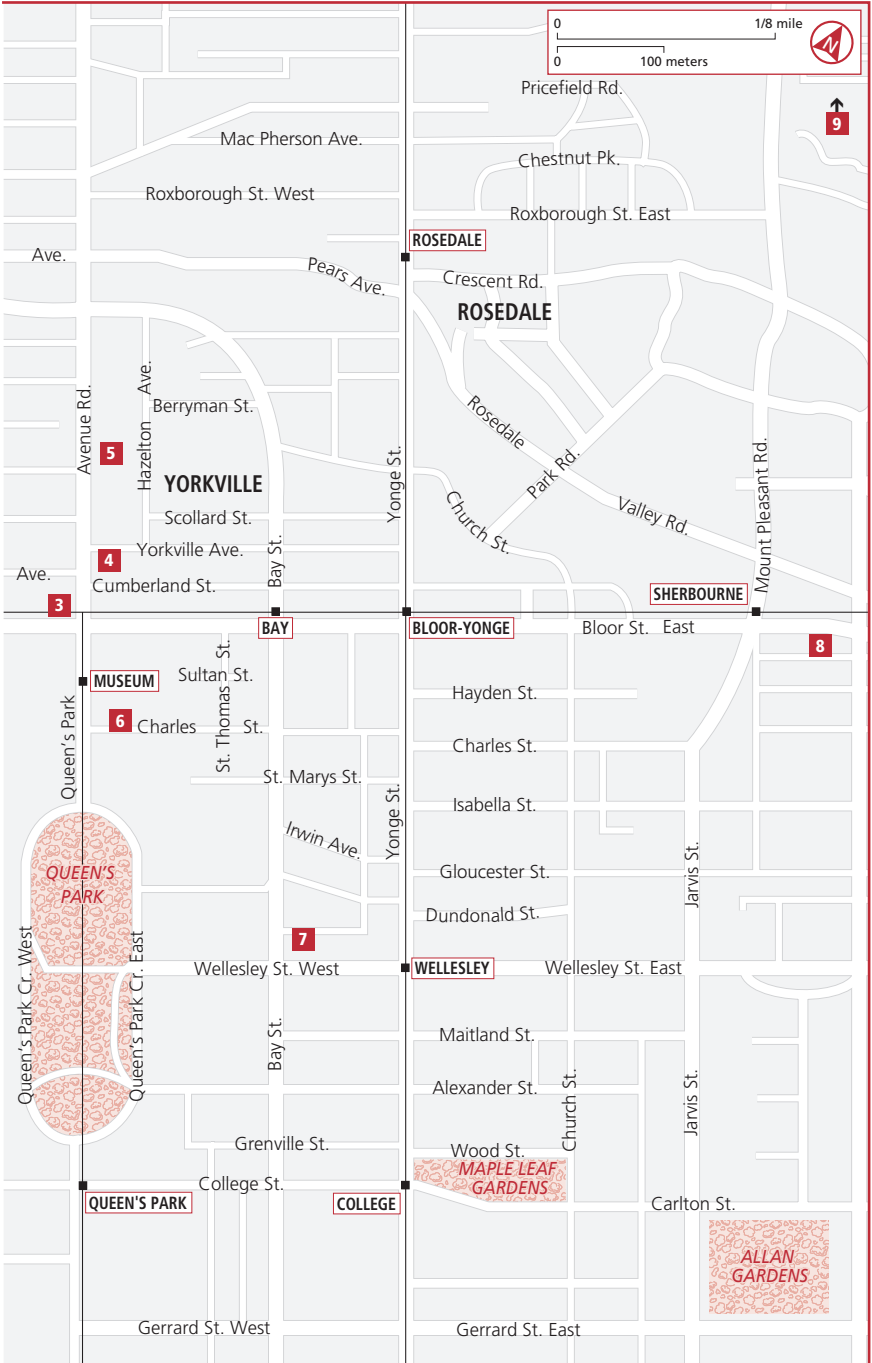 0 1/8 mile
0 100 meters
N
Pricefield Rd.
9
Mac Pherson Ave.
Chestnut Pk.
Roxborough St. West
Roxborough St. East
ROSEDALE
Ave.
Pears Ave.
Crescent Rd.
ROSEDALE
Avenue Rd.
Hazelton Ave.
Berryman St.
Rosedale
Valley Rd.
Park Rd.
5
YORKVILLE
Yonge St.
Church St.
Mount Pleasant Rd.
Scollard St.
Bay St.
4
Yorkville Ave.
Ave.
Cumberland St.
3
SHERBOURNE
BAY
BLOOR-YONGE
Bloor St. East
8
MUSEUM
Sultan St.
St. Thomas St.
Hayden St.
6
Charles St.
Queen's Park
Charles St.
St. Marys St.
Yonge St.
Isabella St.
Irwin Ave.
QUEEN'S
PARK
Gloucester St.
Jarvis St.
Dundonald St.
7
Queen's Park Cr. West
Queen's Park Cr. East
Wellesley St. West
WELLESLEY
Wellesley St. East
Bay St.
Maitland St.
Alexander St.
Church St.
Jarvis St.
Grenville St.
Wood St.
MAPLE LEAF
GARDENS
College St.
QUEEN'S PARK
COLLEGE
Carlton St.
ALLAN
GARDENS
Gerrard St. West
Gerrard St. East